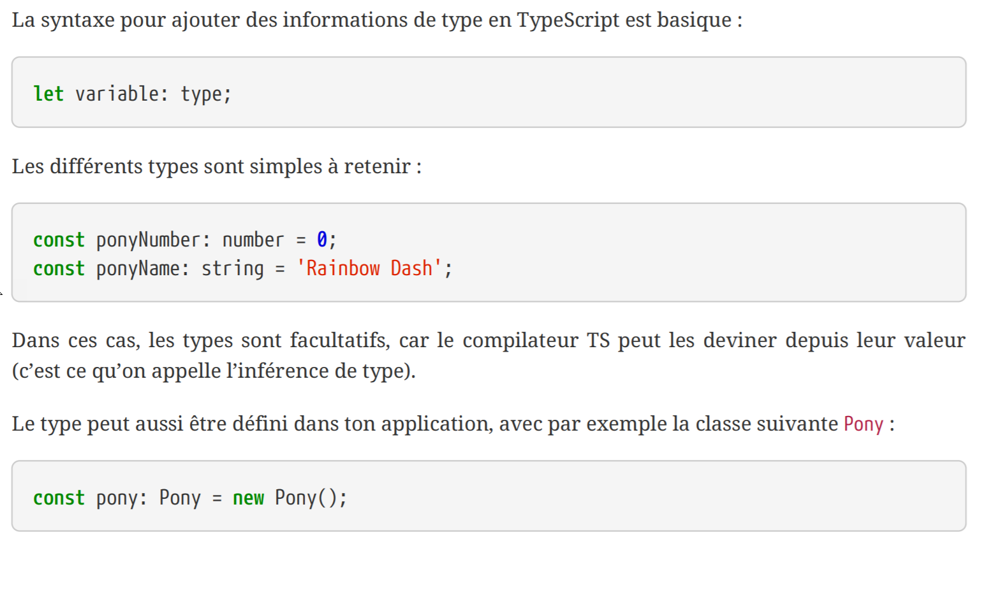 La syntaxe pour ajouter des informations de type en TypeScript est basique :
let variable: type;
Les différents types sont simples à retenir :
const ponyNumber: number = 0;
const ponyName: string = 'Rainbow Dash';
Dans ces cas, les types sont facultatifs, car le compilateur TS peut les deviner depuis leur valeur
(c’est ce qu’on appelle l’inférence de type).
Le type peut aussi être défini dans ton application, avec par exemple la classe suivante Pony :
const pony: Pony = new Pony();